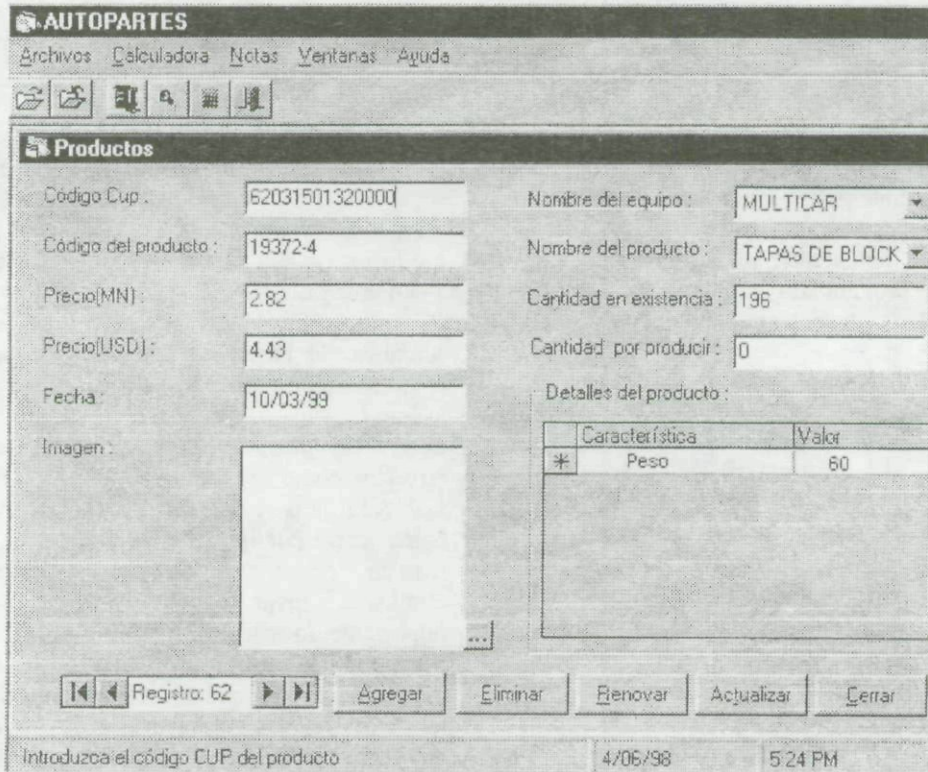 AUTOPARTES
Archivos Calculadora Notas Ventanas Ayuda
Productos
Código Cup : 62031501320000
Nombre del equipo : MULTICAR
Código del producto : 19372-4
Nombre del producto : TAPAS DE BLOCK
Precio(MN) : 2.82
Cantidad en existencia : 196
Precio(USD) : 4.43
Cantidad por producir : 0
Fecha : 10/03/99
Detalles del producto :
Característica Valor
* Peso 60
Imagen :
...
Registro: 62 Agregar Eliminar Renovar Actualizar Cerrar
Introduzca el código CUP del producto 4/06/98 5:24 PM